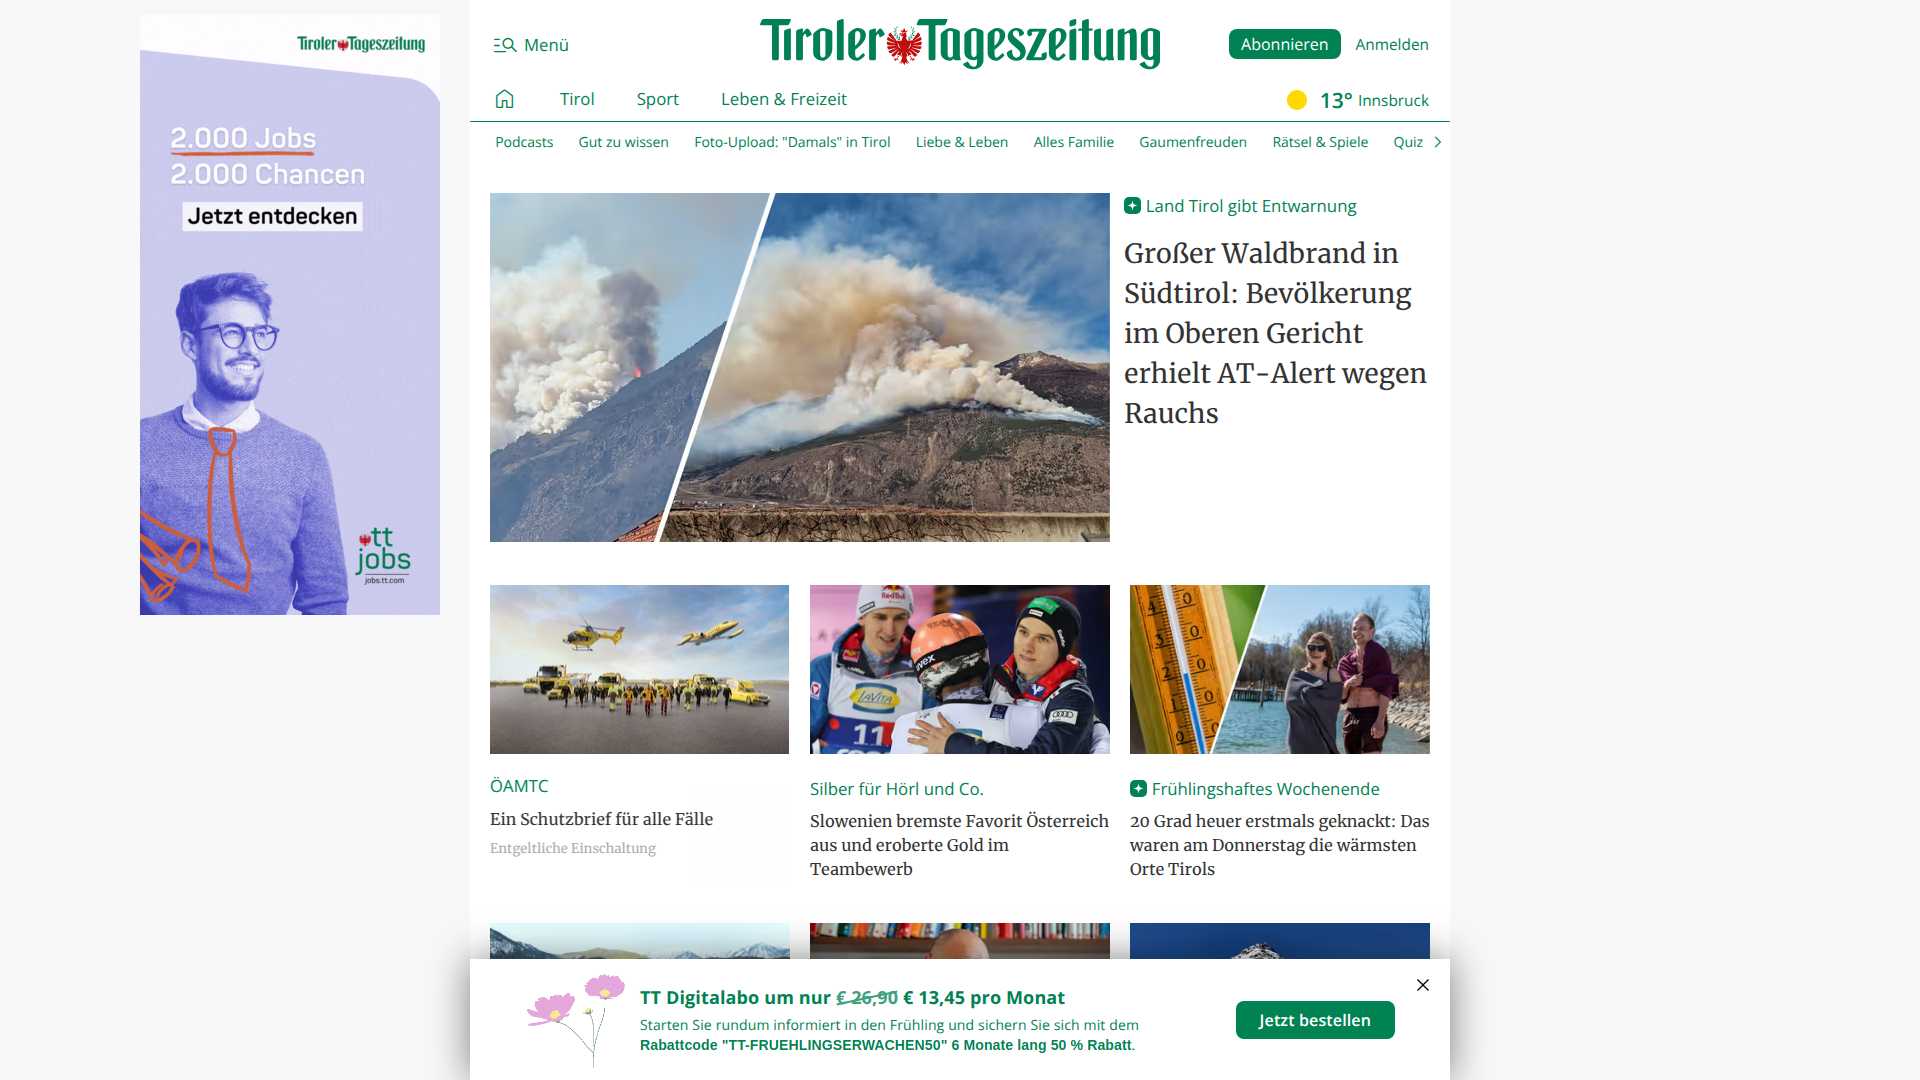 Tiroler Tageszeitung
2.000 Jobs
2.000 Chancen
Jetzt entdecken
tt
jobs
jobs.tt.com
Menü
Tiroler Tageszeitung
Abonnieren
Anmelden
Tirol
Sport
Leben & Freizeit
13° Innsbruck
Podcasts
Gut zu wissen
Foto-Upload: "Damals" in Tirol
Liebe & Leben
Alles Familie
Gaumenfreuden
Rätsel & Spiele
Quiz
Land Tirol gibt Entwarnung
Großer Waldbrand in
Südtirol: Bevölkerung
im Oberen Gericht
erhielt AT-Alert wegen
Rauchs
Red Bull
uvex
LaVita
11
ÖAMTC
Ein Schutzbrief für alle Fälle
Entgeltliche Einschaltung
Silber für Hörl und Co.
Slowenien bremste Favorit Österreich
aus und eroberte Gold im
Teambewerb
Frühlingshaftes Wochenende
20 Grad heuer erstmals geknackt: Das
waren am Donnerstag die wärmsten
Orte Tirols
TT Digitalabo um nur € 26,90 € 13,45 pro Monat
Starten Sie rundum informiert in den Frühling und sichern Sie sich mit dem
Rabattcode "TT-FRUEHLINGSERWACHEN50" 6 Monate lang 50 % Rabatt.
Jetzt bestellen